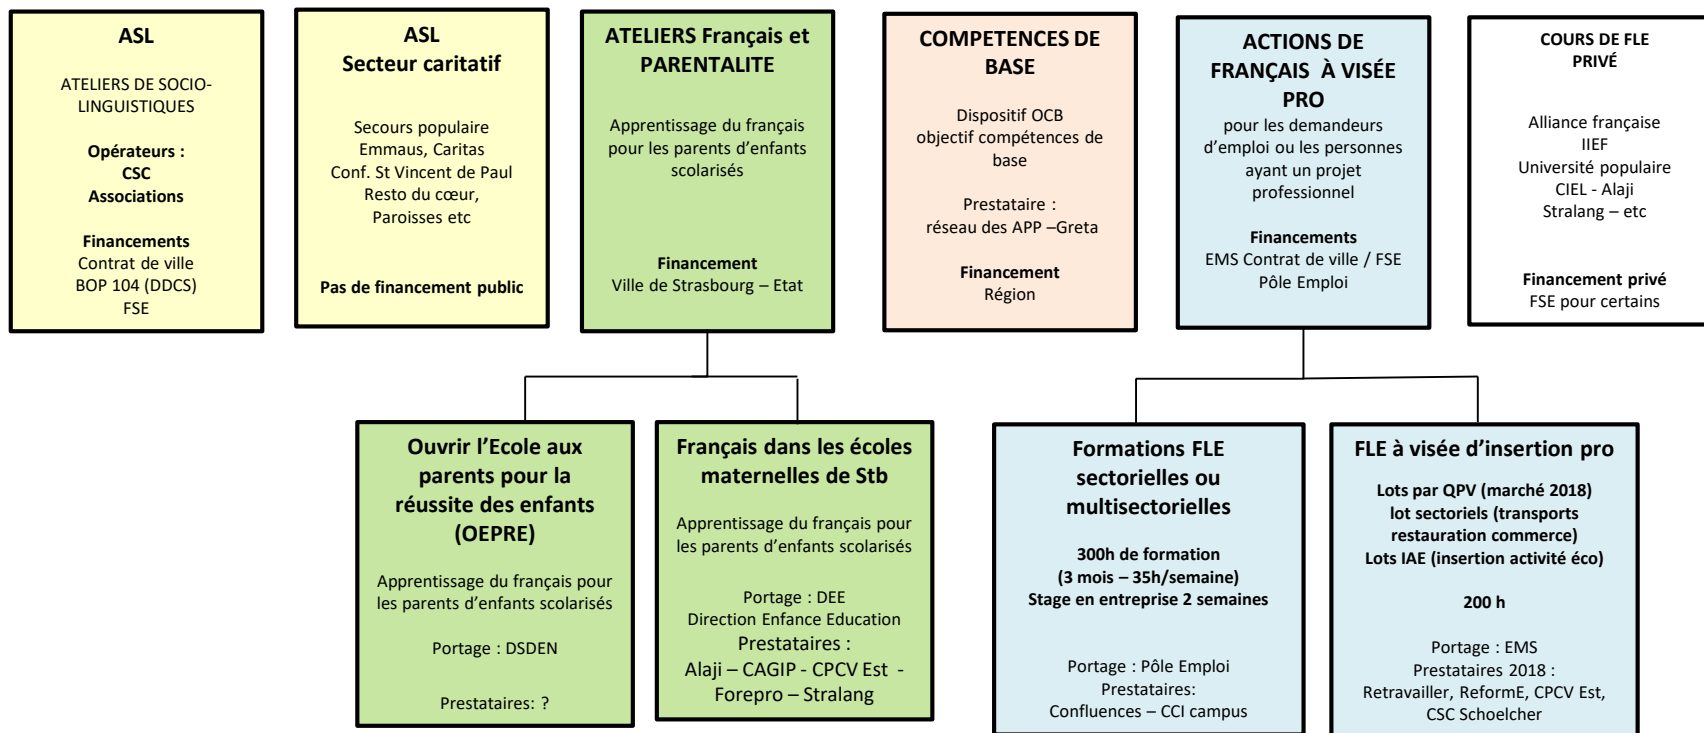 ASL
ATELIERS DE SOCIO-
LINGUISTIQUES
Opérateurs :
CSC
Associations
Financements
Contrat de ville
BOP 104 (DDCS)
FSE
ASL
Secteur caritatif
Secours populaire
Emmaus, Caritas
Conf. St Vincent de Paul
Resto du cœur,
Paroisses etc
Pas de financement public
ATELIERS Français et
PARENTALITE
Apprentissage du français
pour les parents d’enfants
scolarisés
Financement
Ville de Strasbourg – Etat
COMPETENCES DE
BASE
Dispositif OCB
objectif compétences de
base
Prestataire :
réseau des APP –Greta
Financement
Région
ACTIONS DE
FRANÇAIS À VISÉE
PRO
pour les demandeurs
d’emploi ou les personnes
ayant un projet
professionnel
Financements
EMS Contrat de ville / FSE
Pôle Emploi
COURS DE FLE
PRIVÉ
Alliance française
IIEF
Université populaire
CIEL - Alaji
Stralang – etc
Financement privé
FSE pour certains
Ouvrir l’Ecole aux
parents pour la
réussite des enfants
(OEPRE)
Apprentissage du français pour
les parents d’enfants scolarisés
Portage : DSDEN
Prestataires: ?
Français dans les écoles
maternelles de Stb
Apprentissage du français pour
les parents d’enfants scolarisés
Portage : DEE
Direction Enfance Education
Prestataires :
Alaji – CAGIP - CPCV Est -
Forepro – Stralang
Formations FLE
sectorielles ou
multisectorielles
300h de formation
(3 mois – 35h/semaine)
Stage en entreprise 2 semaines
Portage : Pôle Emploi
Prestataires:
Confluences – CCI campus
FLE à visée d’insertion pro
Lots par QPV (marché 2018)
lot sectoriels (transports
restauration commerce)
Lots IAE (insertion activité éco)
200 h
Portage : EMS
Prestataires 2018 :
Retravailler, ReformE, CPCV Est,
CSC Schoelcher